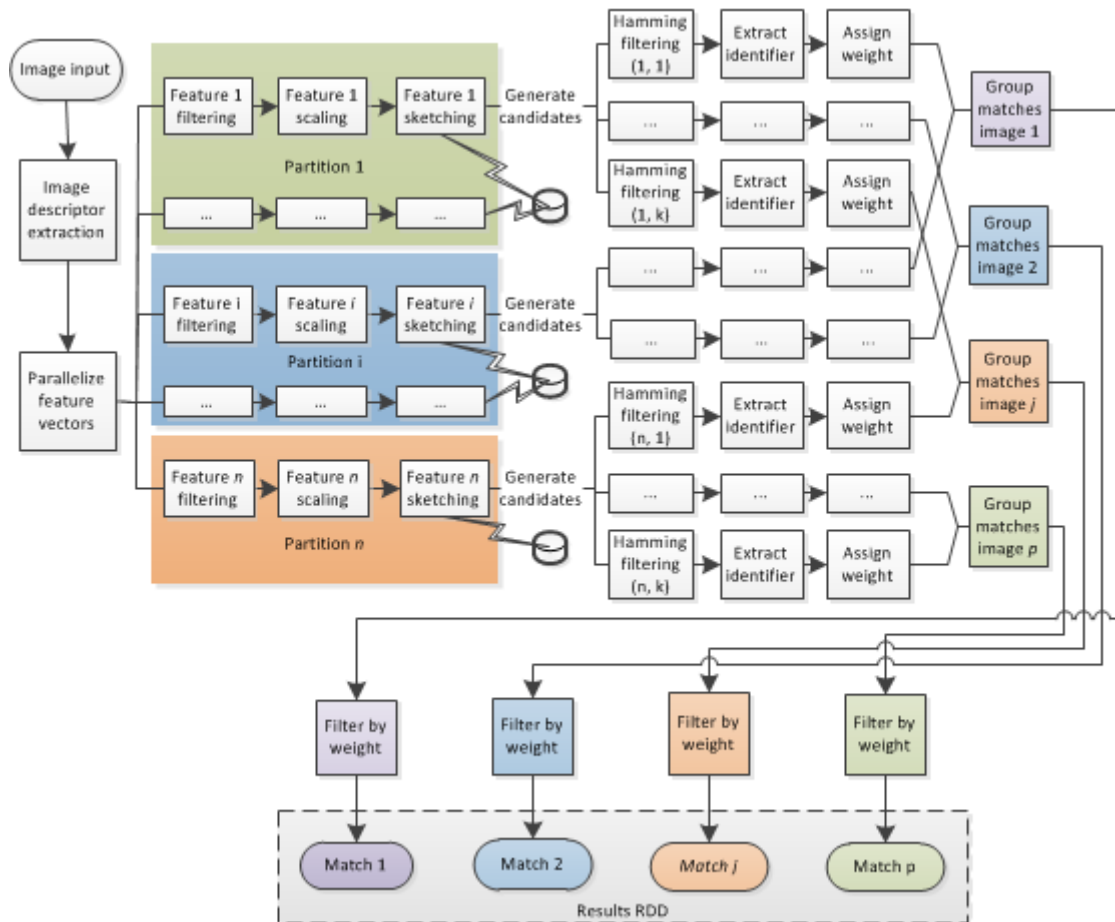 Image input
Image
descriptor
extraction
Parallelize
feature
vectors
Feature 1
filtering
Feature 1
scaling
Feature 1
sketching
Partition 1
...
...
...
Feature i
filtering
Feature i
scaling
Feature i
sketching
Partition i
...
...
...
Feature n
filtering
Feature n
scaling
Feature n
sketching
Partition n
Generate
candidates
Generate
candidates
Generate
candidates
Hamming
filtering
(1, 1)
Extract
identifier
Assign
weight
...
...
...
Hamming
filtering
(1, k)
Extract
identifier
Assign
weight
...
...
...
...
...
...
Hamming
filtering
(n, 1)
Extract
identifier
Assign
weight
...
...
...
Hamming
filtering
(n, k)
Extract
identifier
Assign
weight
Group
matches
image 1
Group
matches
image 2
Group
matches
image j
Group
matches
image p
Filter by
weight
Filter by
weight
Filter by
weight
Filter by
weight
Match 1
Match 2
Match j
Match p
Results RDD